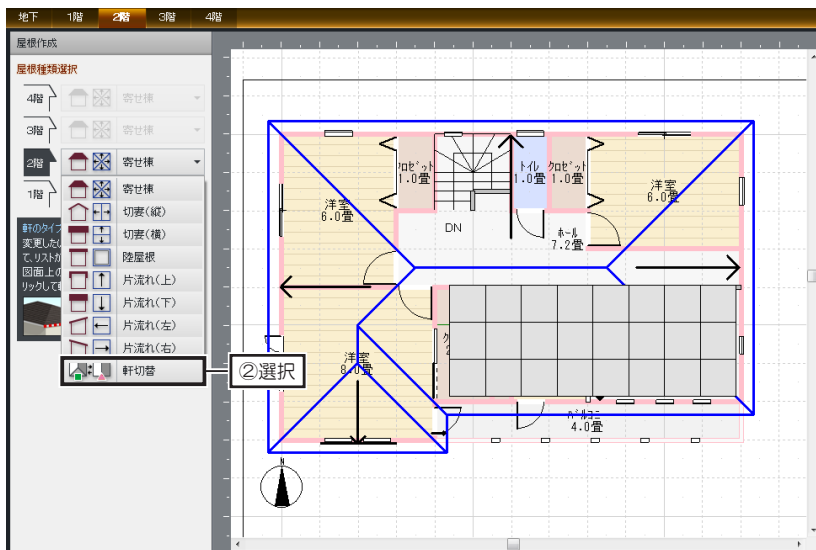 地下 1階 2階 3階 4階
屋根作成
屋根種類選択
4階 寄せ棟
3階 寄せ棟
2階 寄せ棟
1階 寄せ棟
切妻(縦)
切妻(横)
陸屋根
片流れ(上)
片流れ(下)
片流れ(左)
片流れ(右)
軒切替
軒のタイプ
変更した
て、リストか
図面上の
リックして
②選択
クロゼット
1.0畳
トイレ
1.0畳
クロゼット
1.0畳
洋室
6.0畳
洋室
6.0畳
DN
ホール
7.2畳
洋室
8.0畳
バルコニ
4.0畳
N